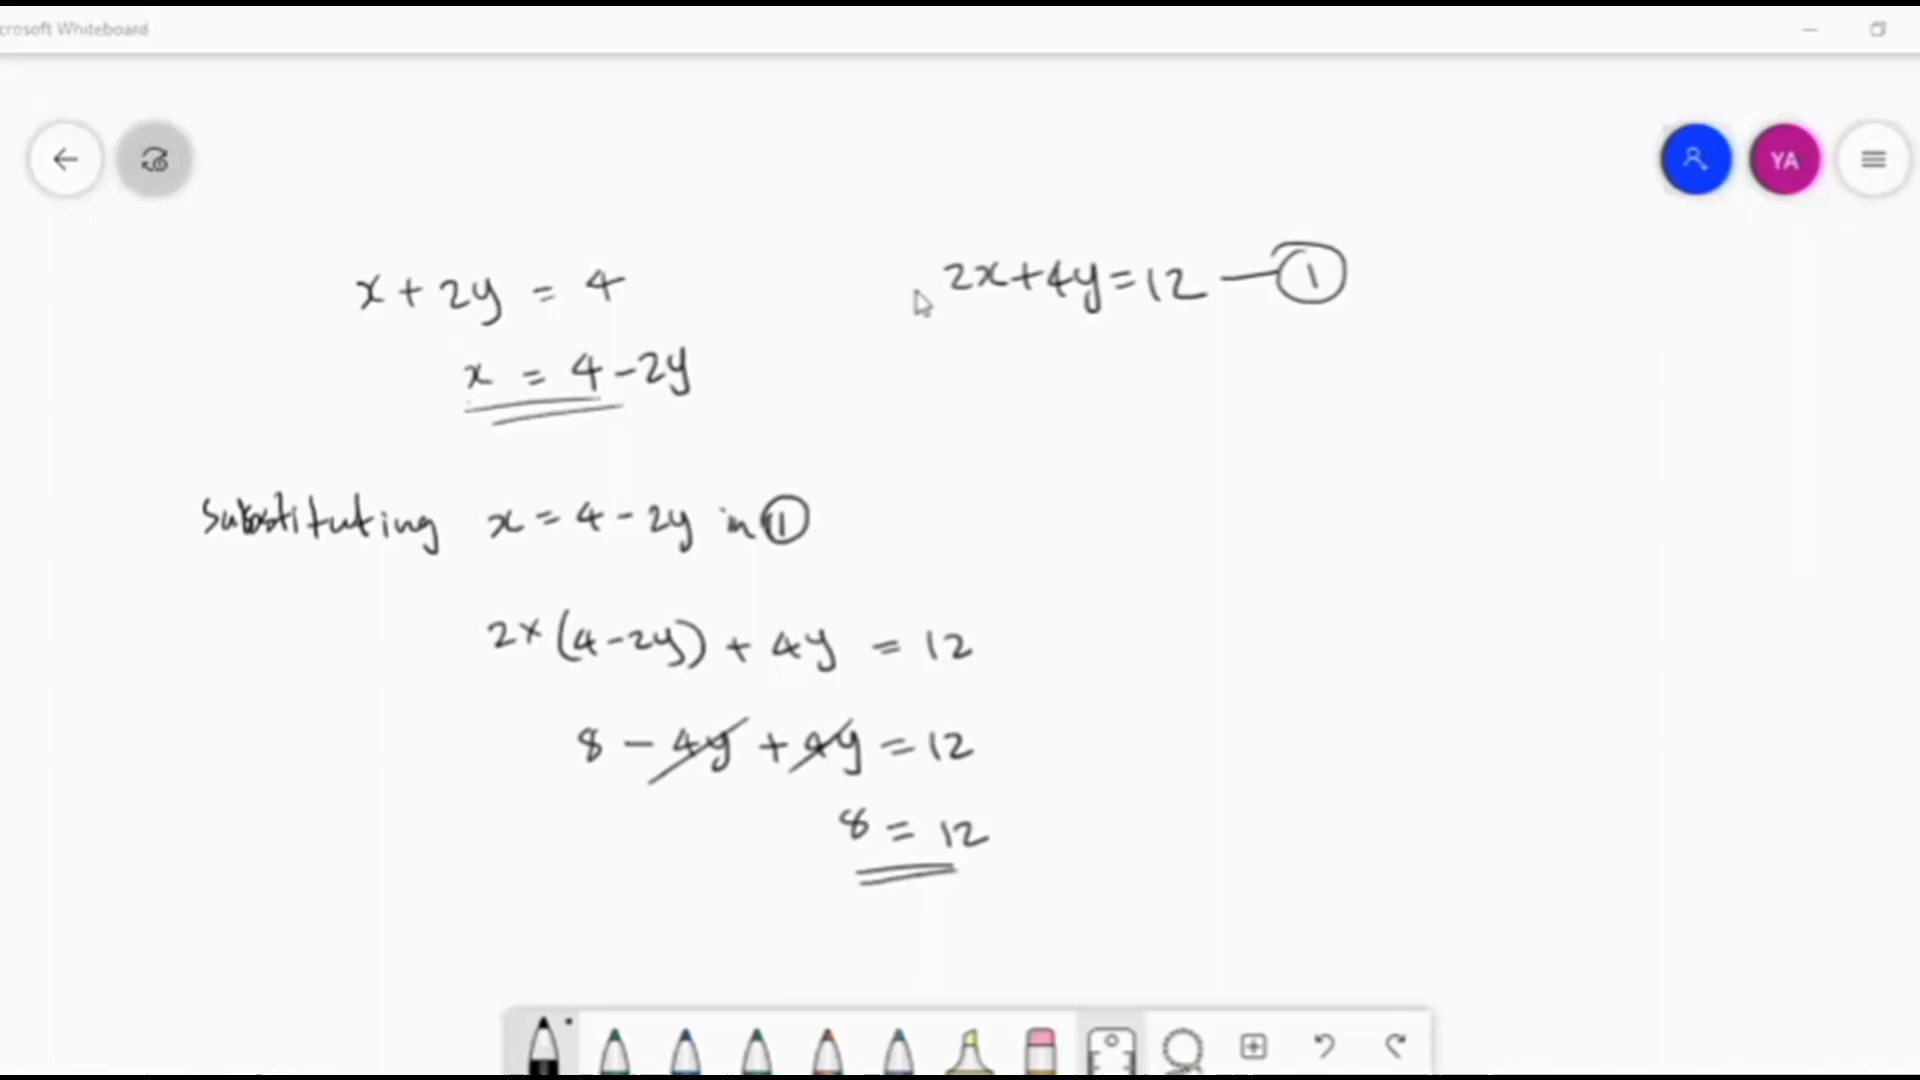 crosoft Whiteboard
YA
x + 2y = 4
2x + 4y = 12 — ①
x = 4 - 2y
Substituting x = 4 - 2y in ①
2 × (4 - 2y) + 4y = 12
8 - 4y + 4y = 12
8 = 12